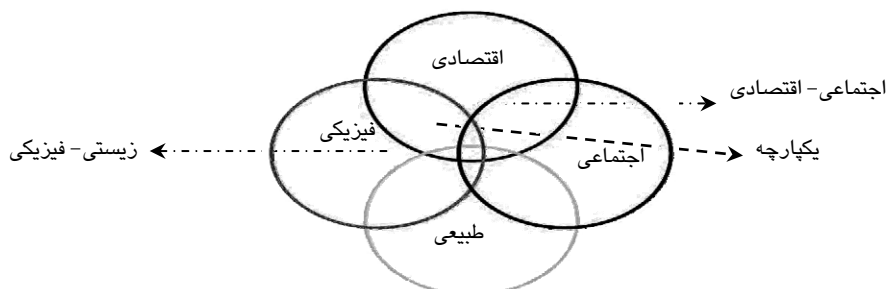 اقتصادی
اجتماعی- اقتصادی
فیزیکی
زیستی- فیزیکی
یکپارچه
اجتماعی
طبیعی